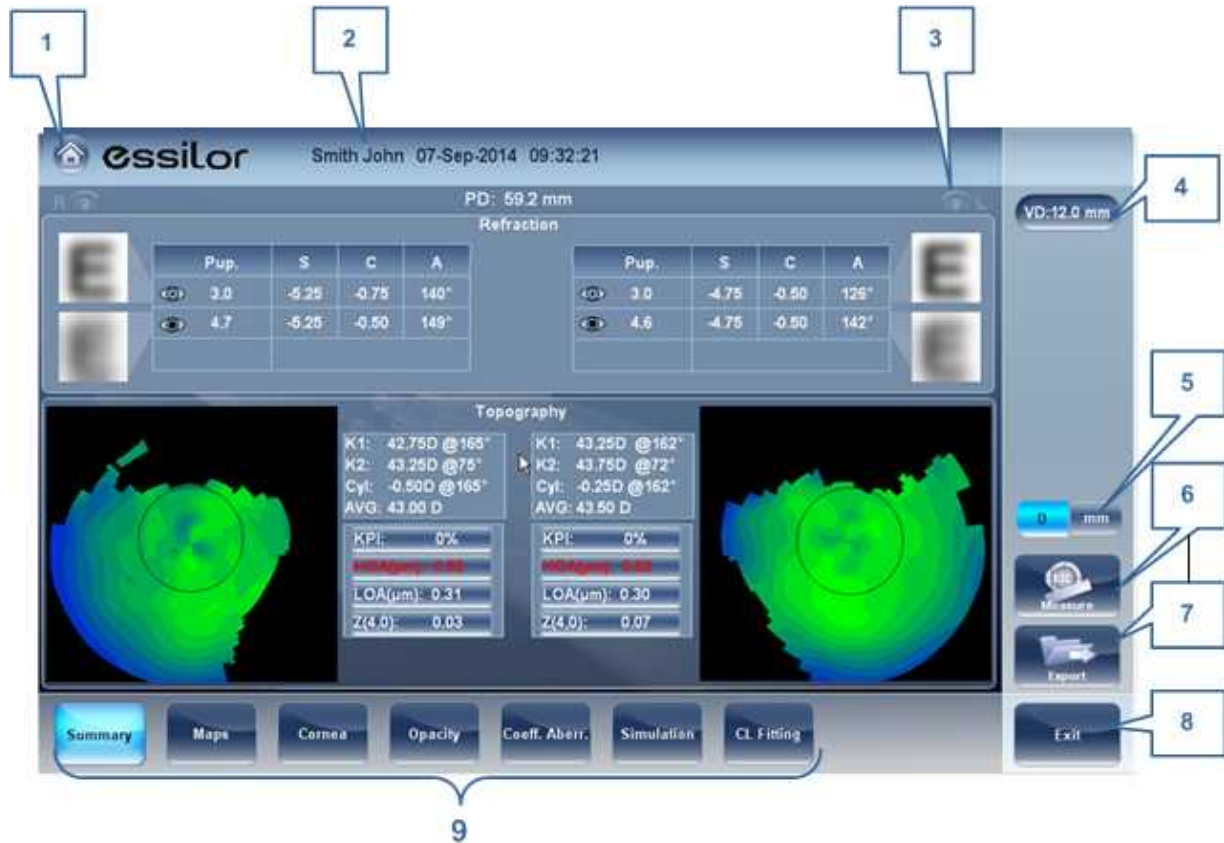 1
2
3
essilor Smith John 07-Sep-2014 09:32:21
R PD: 59.2 mm L
VD:12.0 mm
4
Refraction
E
Pup. S C A
3.0 -5.25 -0.75 140°
4.7 -5.25 -0.50 149°
E
Pup. S C A
3.0 -4.75 -0.50 126°
4.6 -4.75 -0.50 142°
E
E
Topography
K1: 42.75D @165°
K2: 43.25D @75°
Cyl: -0.50D @165°
AVG: 43.00 D
KPI: 0%
LOA(µm): 0.31
Z(4,0): 0.03
K1: 43.25D @162°
K2: 43.75D @72°
Cyl: -0.25D @162°
AVG: 43.50 D
KPI: 0%
LOA(µm): 0.30
Z(4,0): 0.07
5
mm
6
Measure
7
Export
8
Exit
Summary Maps Cornea Opacity Coeff. Aberr. Simulation CL Fitting
9